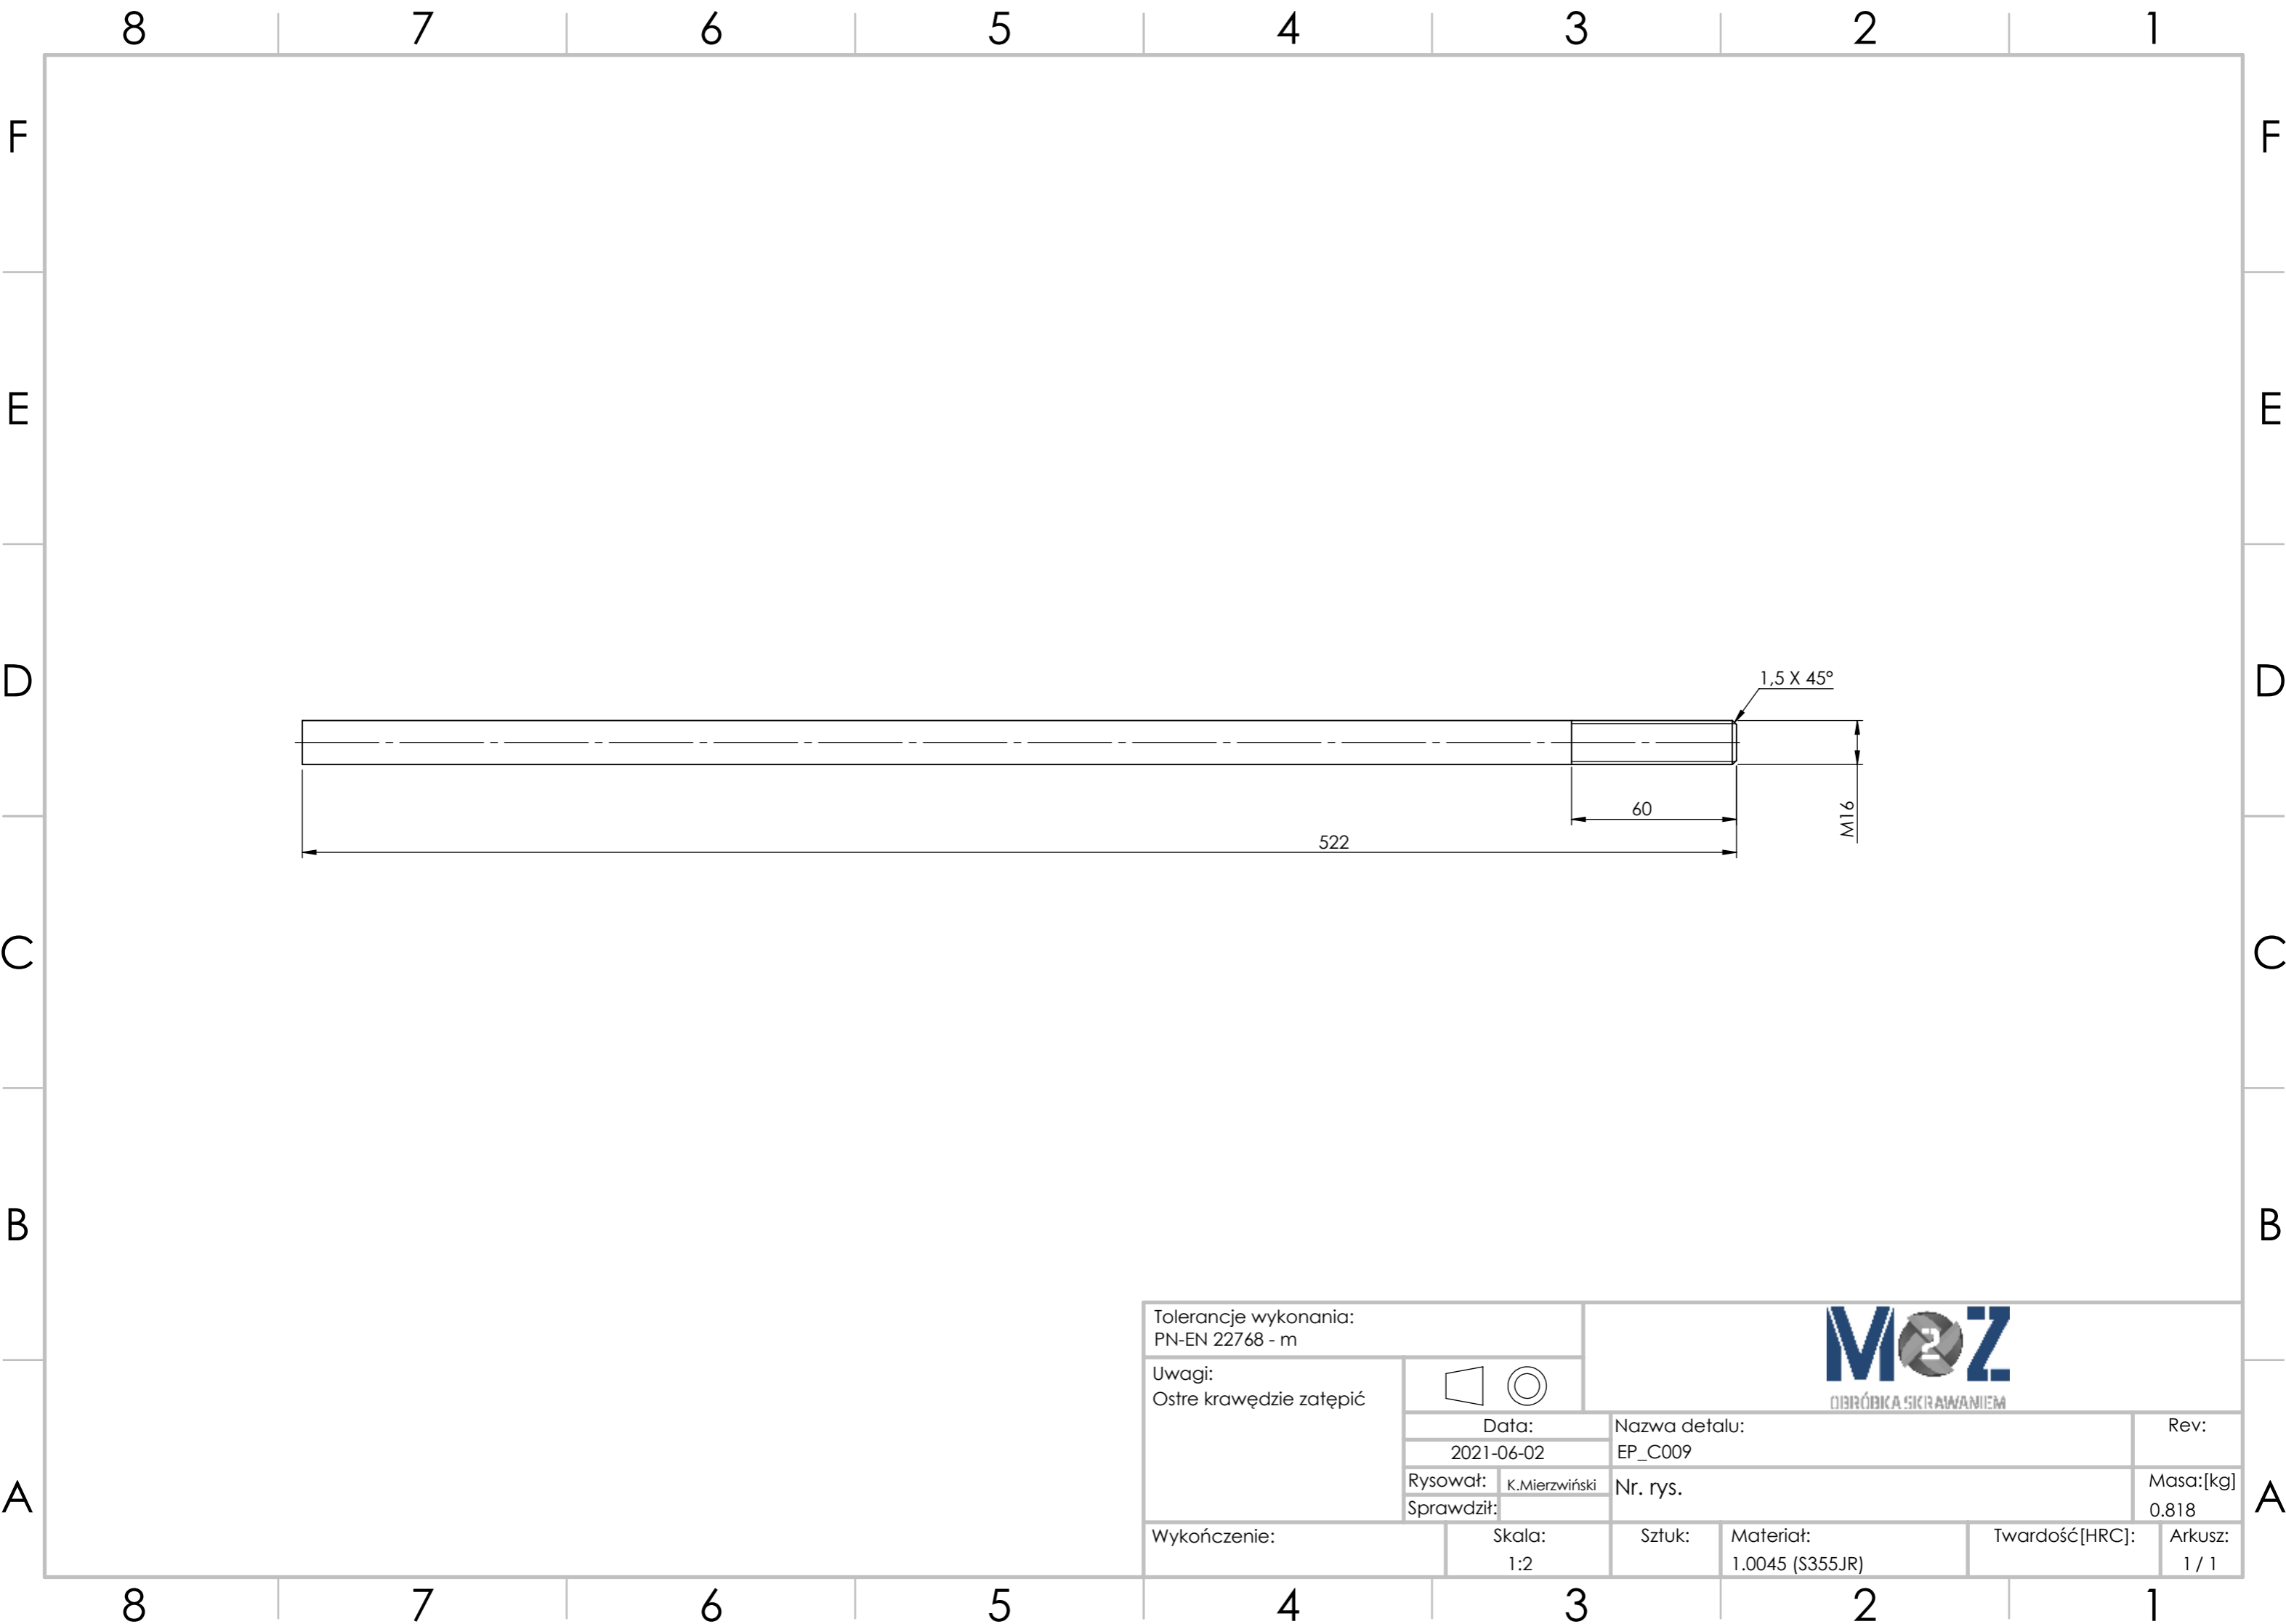 8 7 6 5 4 3 2 1
F F
E E
D D
C C
B B
A A
1,5 X 45°
60
M16
522
Tolerancje wykonania:
PN-EN 22768 - m
Uwagi:
Ostre krawędzie zatępić
M2Z
OBRÓBKA SKRAWANIEM
Data:
2021-06-02
Nazwa detalu:
EP_C009
Rev:
Rysował: K.Mierzwiński
Sprawdził:
Nr. rys.
Masa:[kg]
0.818
Wykończenie:
Skala:
1:2
Sztuk:
Materiał:
1.0045 (S355JR)
Twardość[HRC]:
Arkusz:
1 / 1
8 7 6 5 4 3 2 1